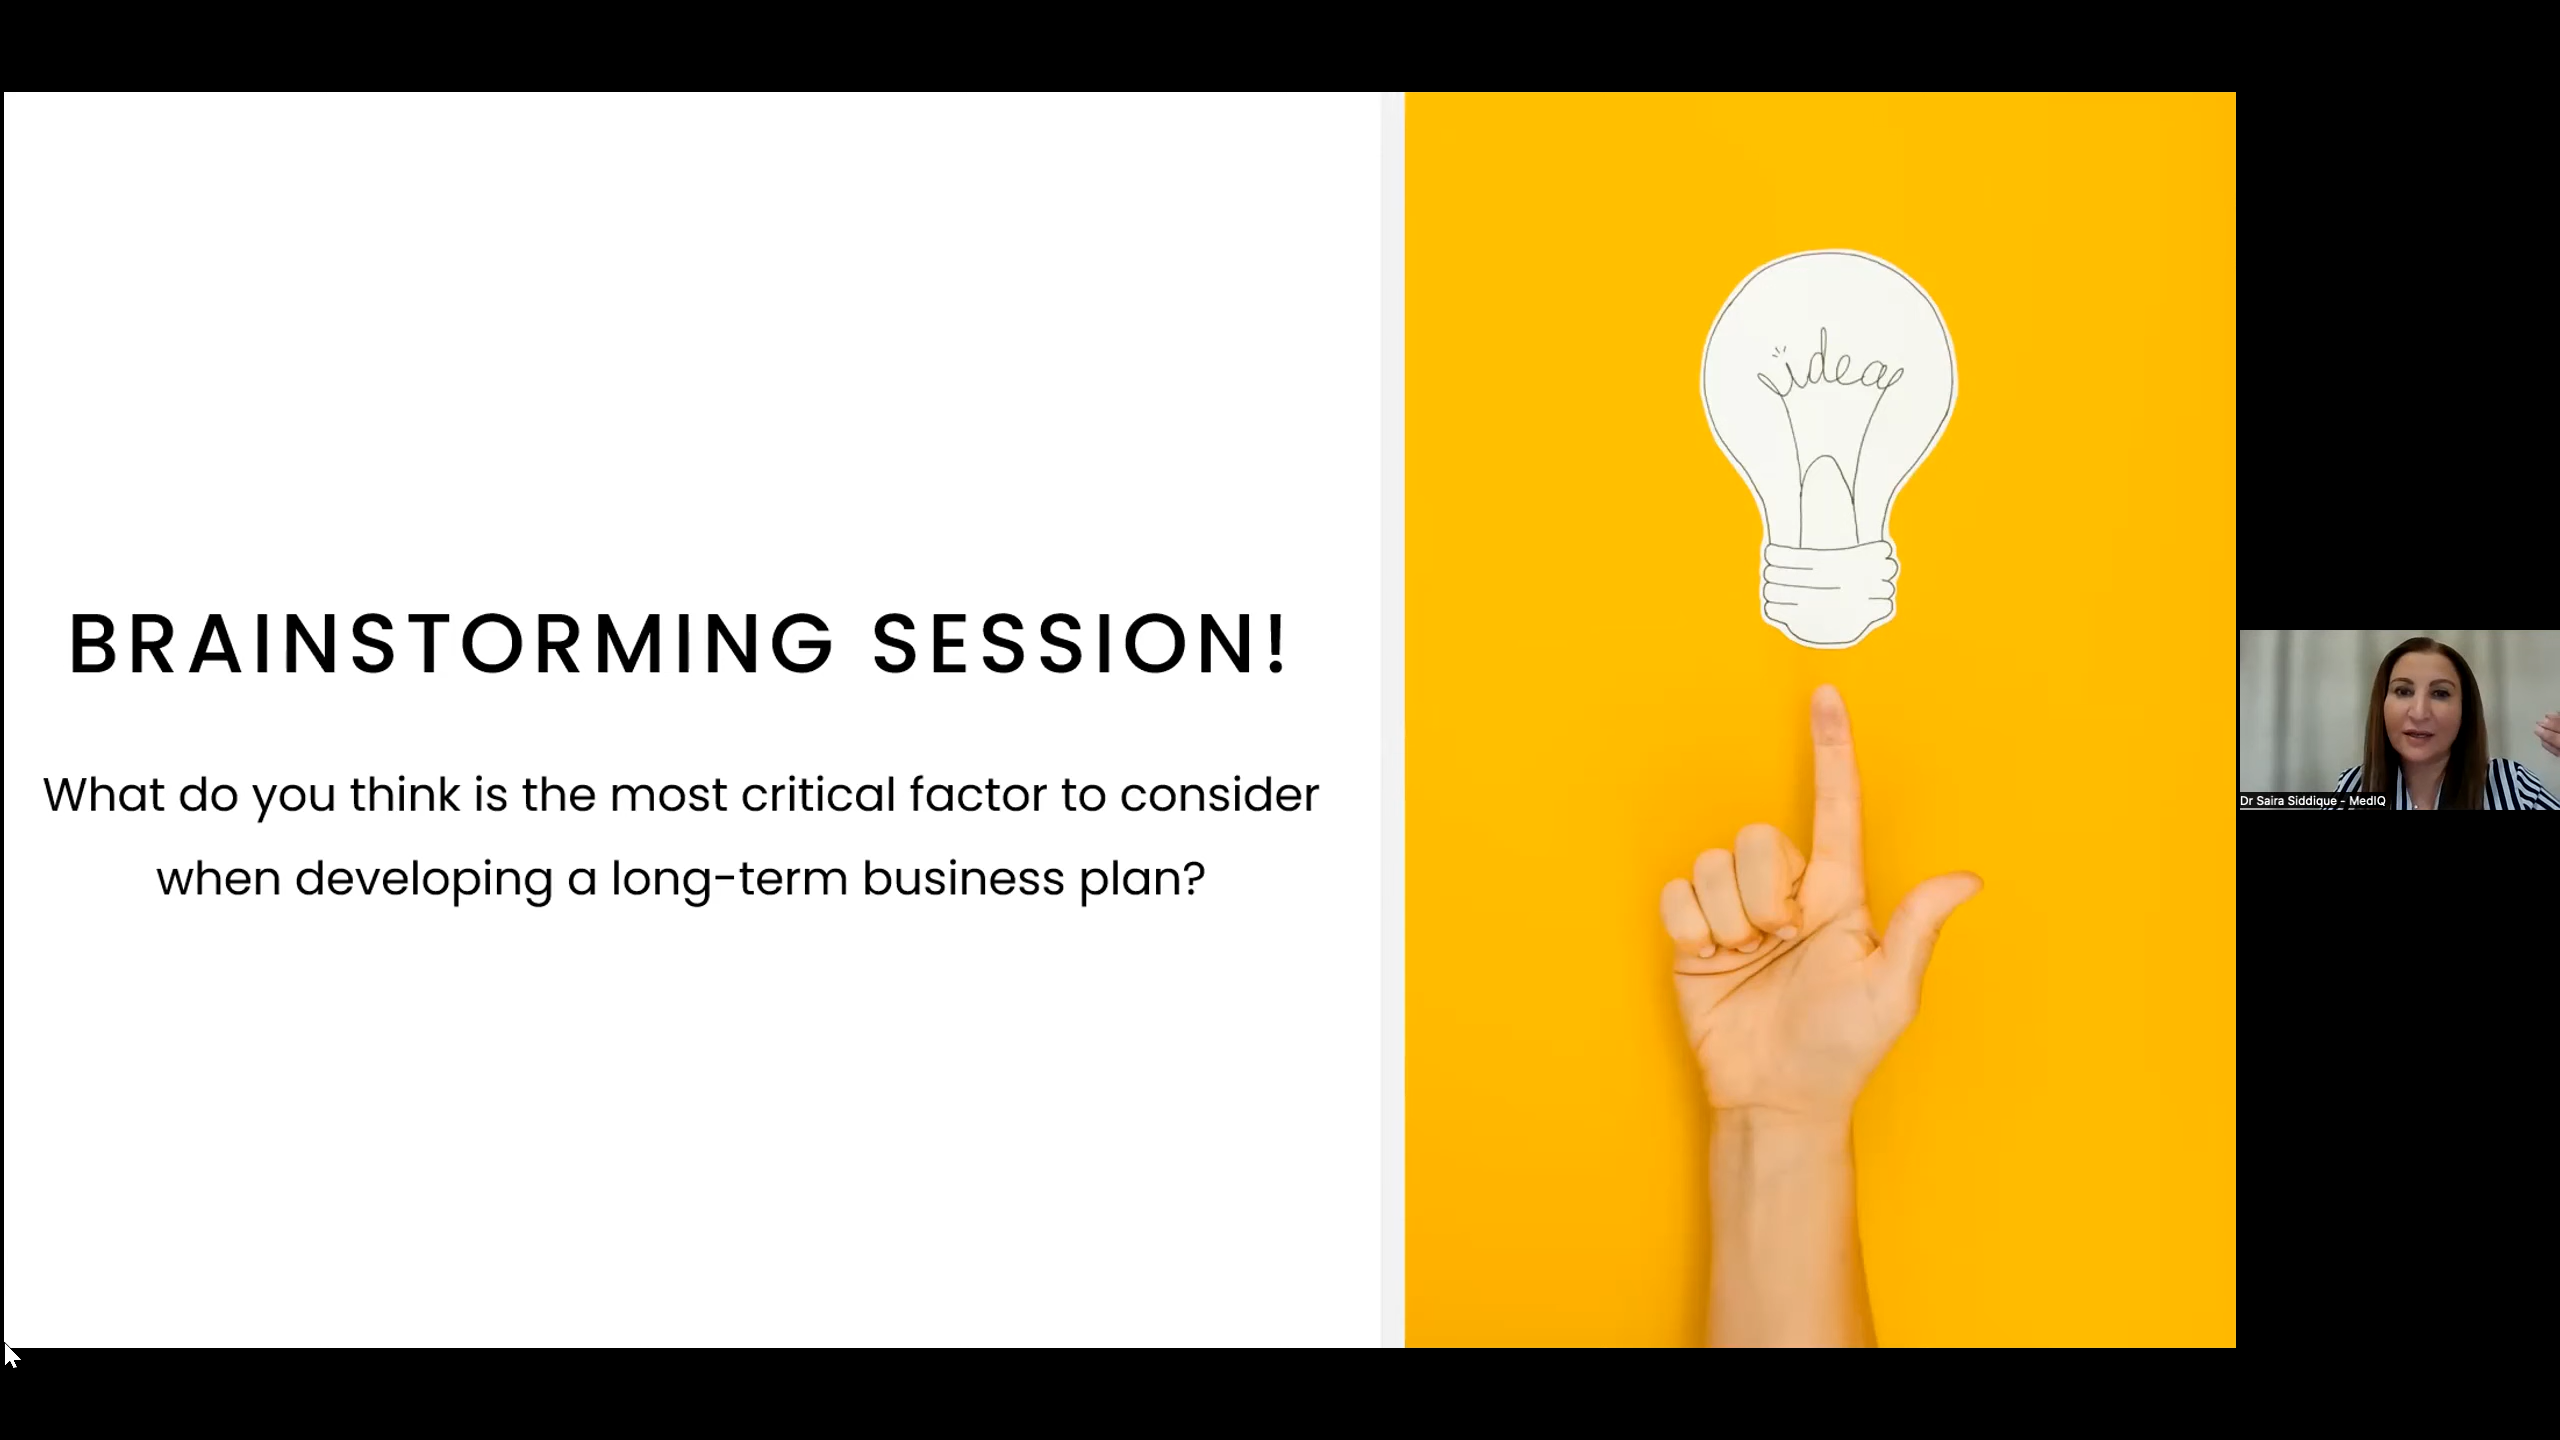 BRAINSTORMING SESSION!
What do you think is the most critical factor to consider
when developing a long-term business plan?
idea
Dr Saira Siddique - MedIQ